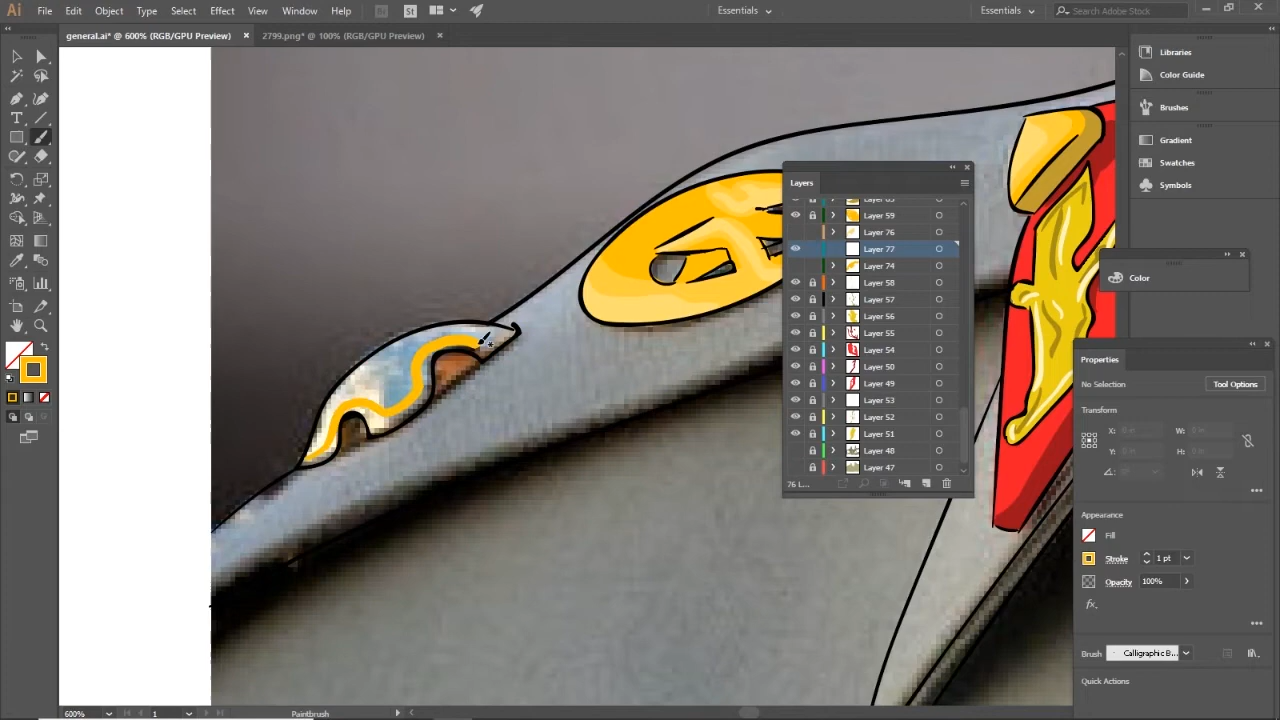 Ai File Edit Object Type Select Effect View Window Help Br St Essentials Essentials Search Adobe Stock
general.ai* @ 600% (RGB/GPU Preview) × 2799.png* @ 100% (RGB/GPU Preview) ×
Libraries
Color Guide
Brushes
Gradient
Swatches
Symbols
Layers
Layer 59
Layer 76
Layer 77
Layer 74
Layer 58
Layer 57
Layer 56
Layer 55
Layer 54
Layer 50
Layer 49
Layer 53
Layer 52
Layer 51
Layer 48
Layer 47
76 L...
Color
Properties
No Selection Tool Options
Transform
X: W:
Y: H:
Appearance
Fill
Stroke 1 pt
Opacity 100%
fx.
Brush Calligraphic B...
Quick Actions
600% 1 Paintbrush